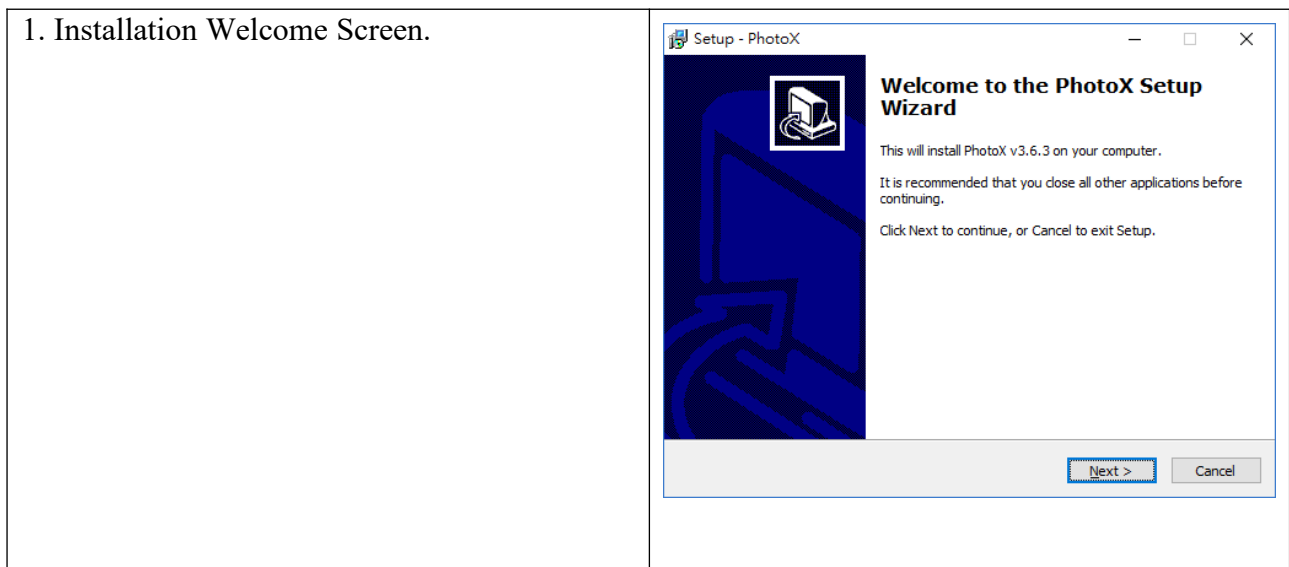 1. Installation Welcome Screen.
Setup - PhotoX
Welcome to the PhotoX Setup
Wizard
This will install PhotoX v3.6.3 on your computer.
It is recommended that you close all other applications before
continuing.
Click Next to continue, or Cancel to exit Setup.
Next >
Cancel